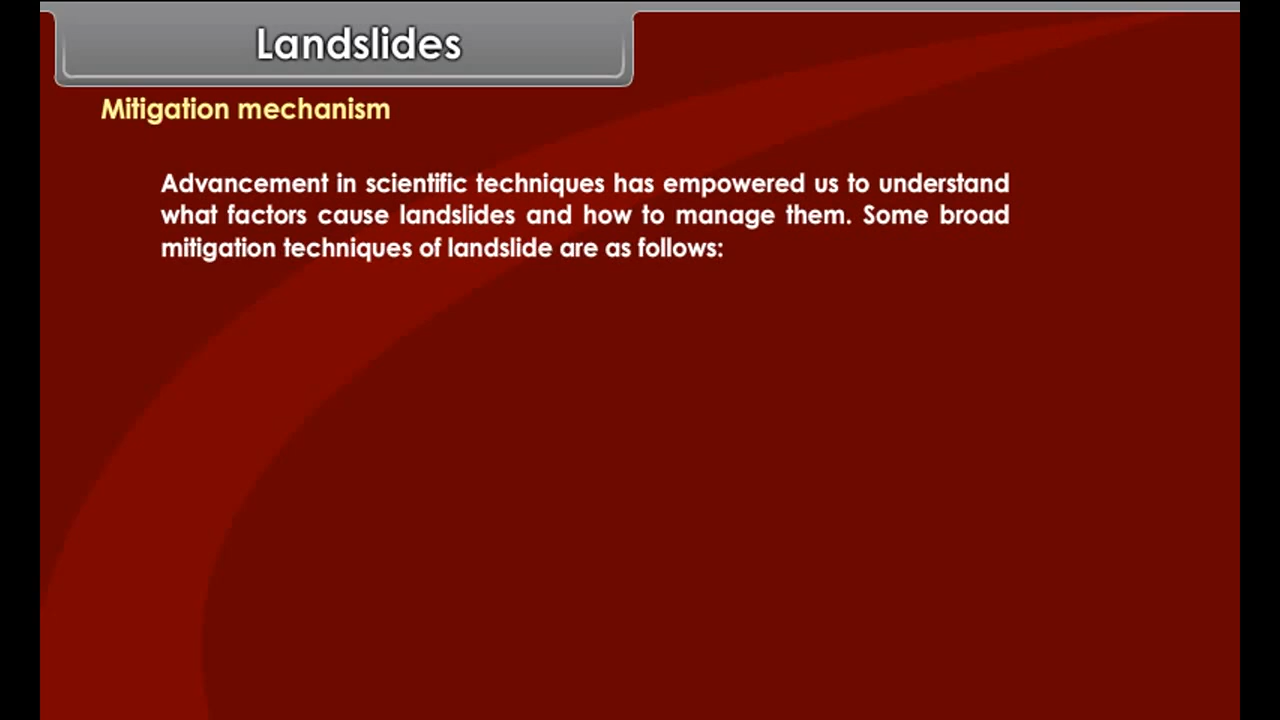 Landslides
Mitigation mechanism
Advancement in scientific techniques has empowered us to understand
what factors cause landslides and how to manage them. Some broad
mitigation techniques of landslide are as follows: